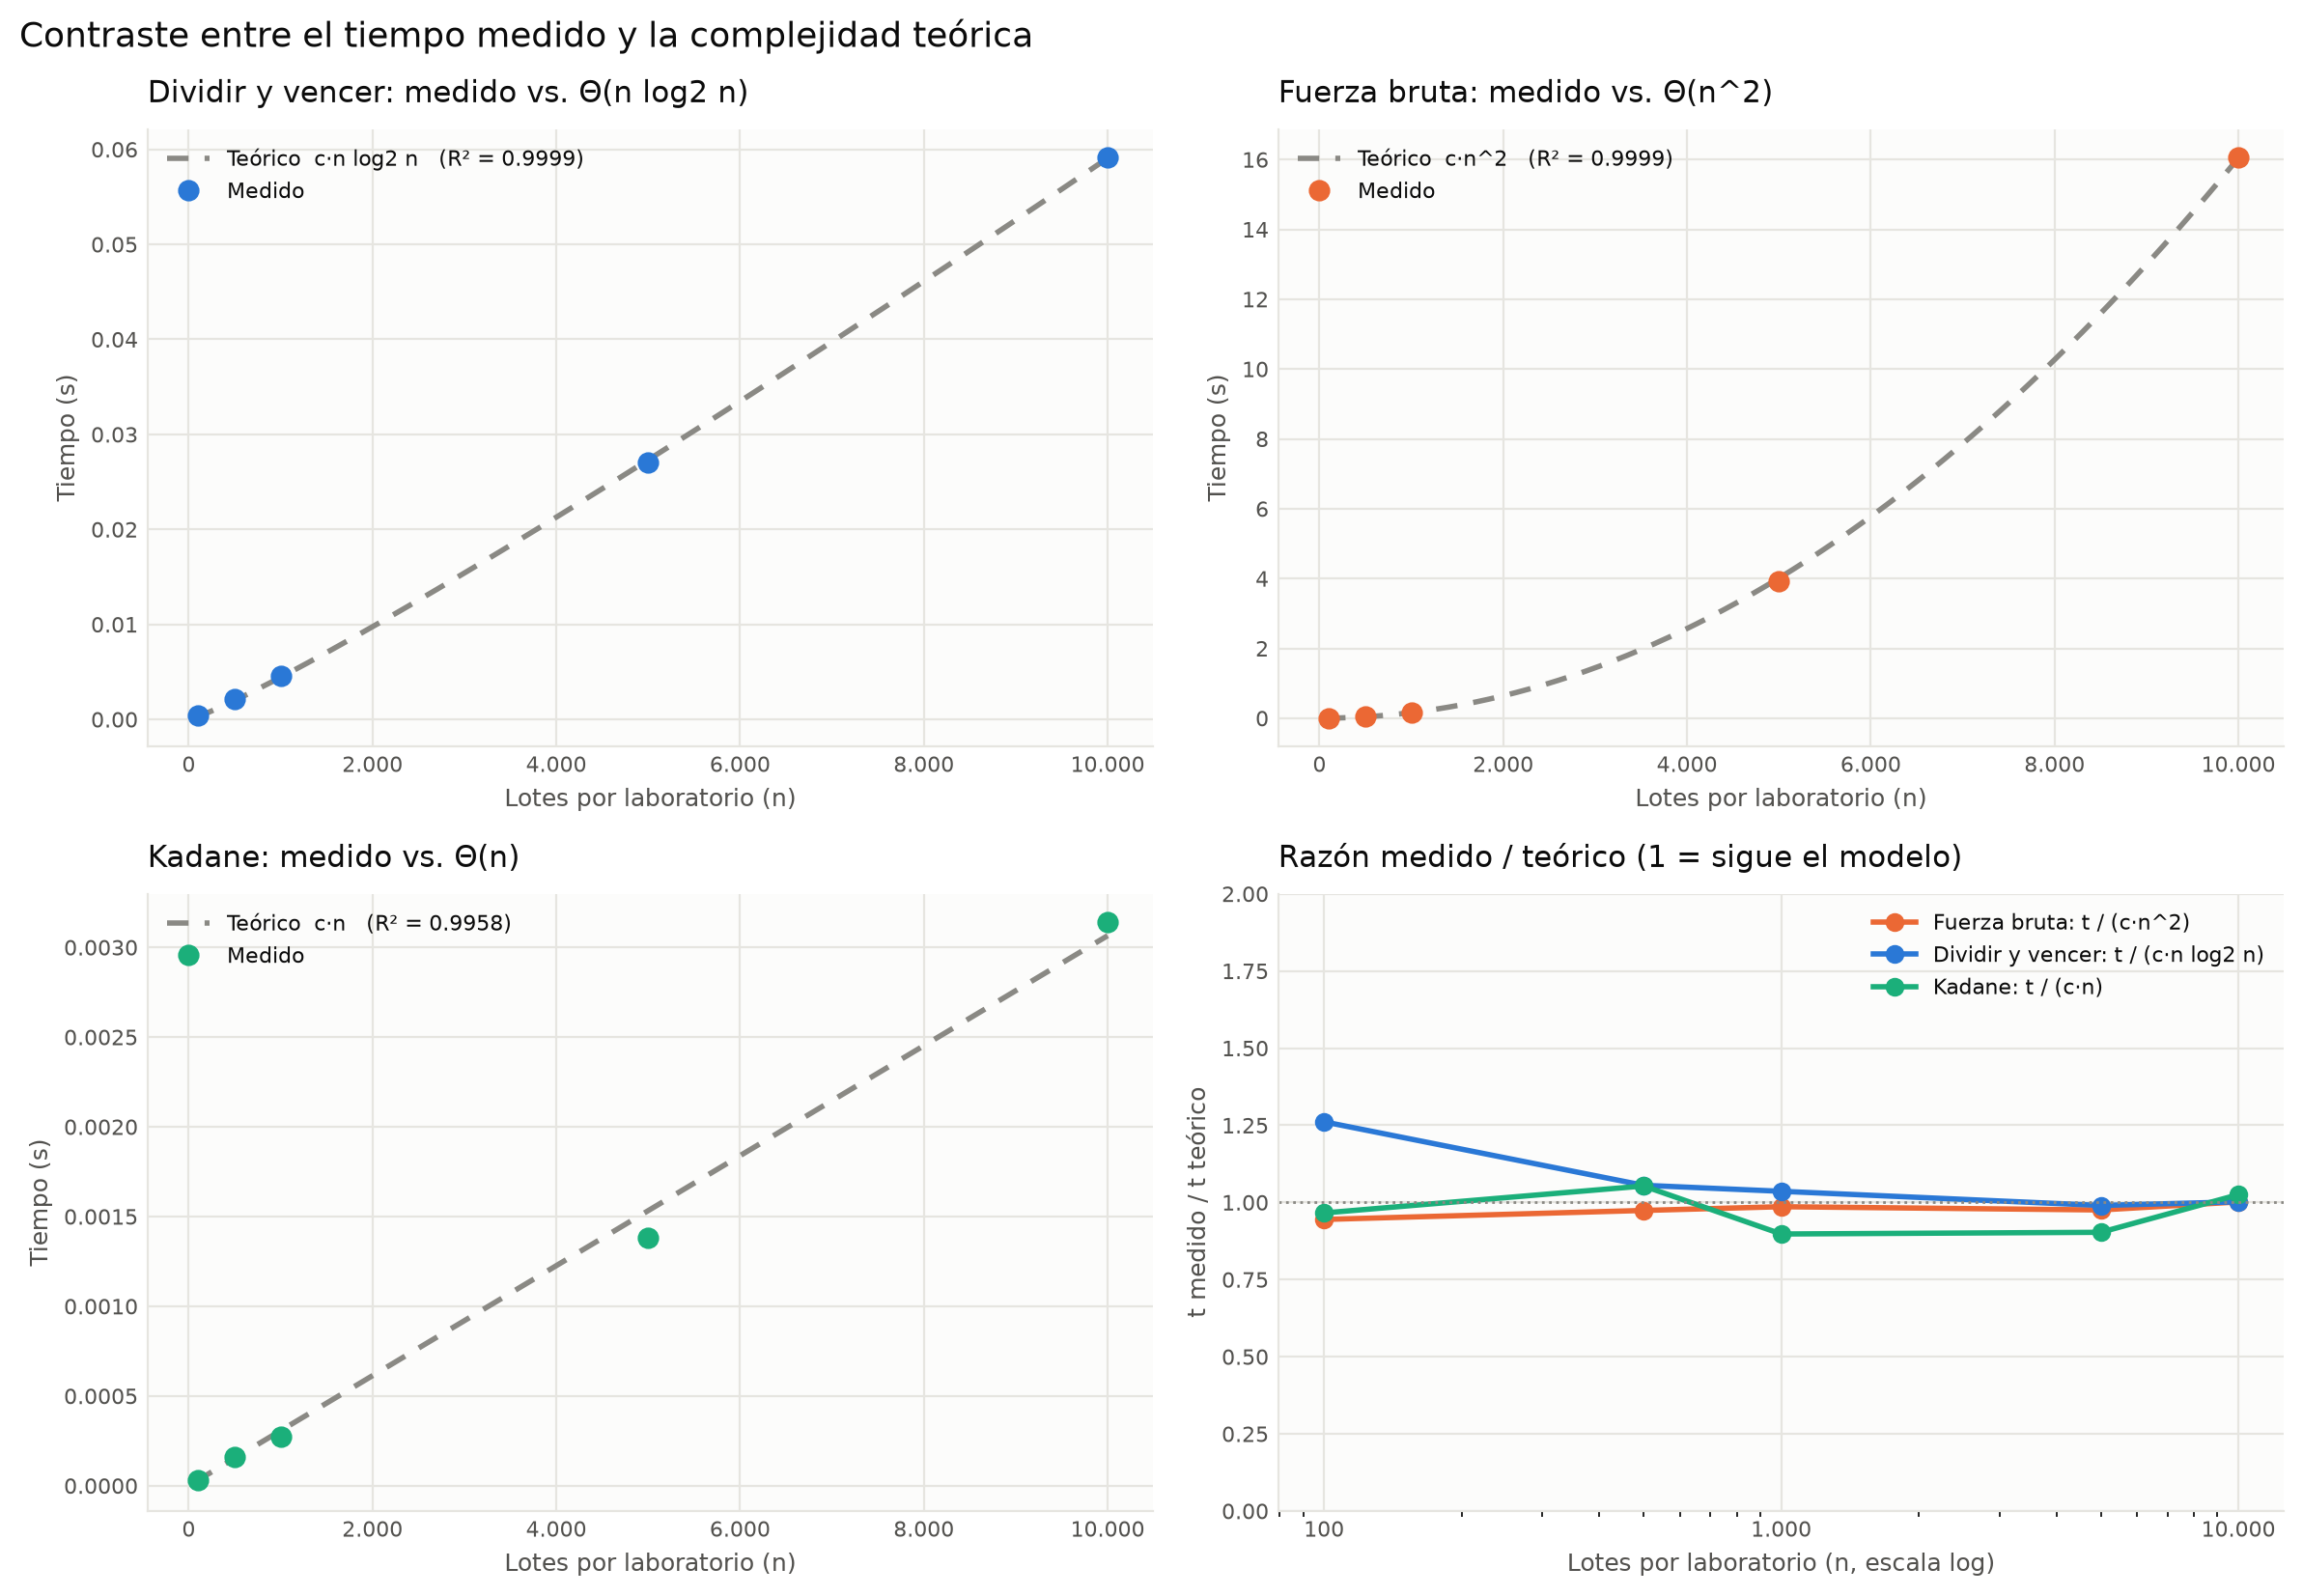 Contraste entre el tiempo medido y la complejidad teórica
Dividir y vencer: medido vs. Θ(n log2 n)
Teórico  c·n log2 n   (R² = 0.9999)
Medido
0.06
0.05
0.04
0.03
0.02
0.01
0.00
Tiempo (s)
0 2.000 4.000 6.000 8.000 10.000
Lotes por laboratorio (n)
Fuerza bruta: medido vs. Θ(n^2)
Teórico  c·n^2   (R² = 0.9999)
Medido
16
14
12
10
8
6
4
2
0
Tiempo (s)
0 2.000 4.000 6.000 8.000 10.000
Lotes por laboratorio (n)
Kadane: medido vs. Θ(n)
Teórico  c·n   (R² = 0.9958)
Medido
0.0030
0.0025
0.0020
0.0015
0.0010
0.0005
0.0000
Tiempo (s)
0 2.000 4.000 6.000 8.000 10.000
Lotes por laboratorio (n)
Razón medido / teórico (1 = sigue el modelo)
Fuerza bruta: t / (c·n^2)
Dividir y vencer: t / (c·n log2 n)
Kadane: t / (c·n)
2.00
1.75
1.50
1.25
1.00
0.75
0.50
0.25
0.00
t medido / t teórico
100 1.000 10.000
Lotes por laboratorio (n, escala log)